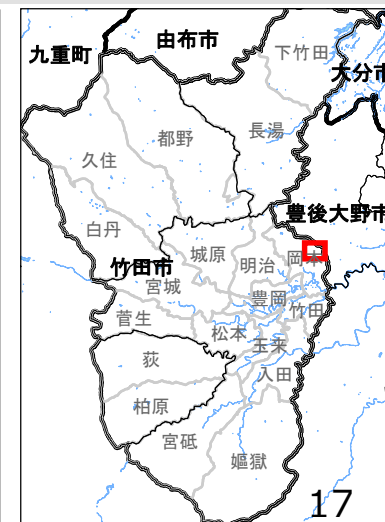 由布市
九重町
下竹田
大分市
都野
長湯
久住
豊後大野市
白丹
城原
明治
岡本
竹田市
宮城
豊岡
竹田
菅生
松本
玉来
荻
入田
柏原
宮砥
嫗獄
17